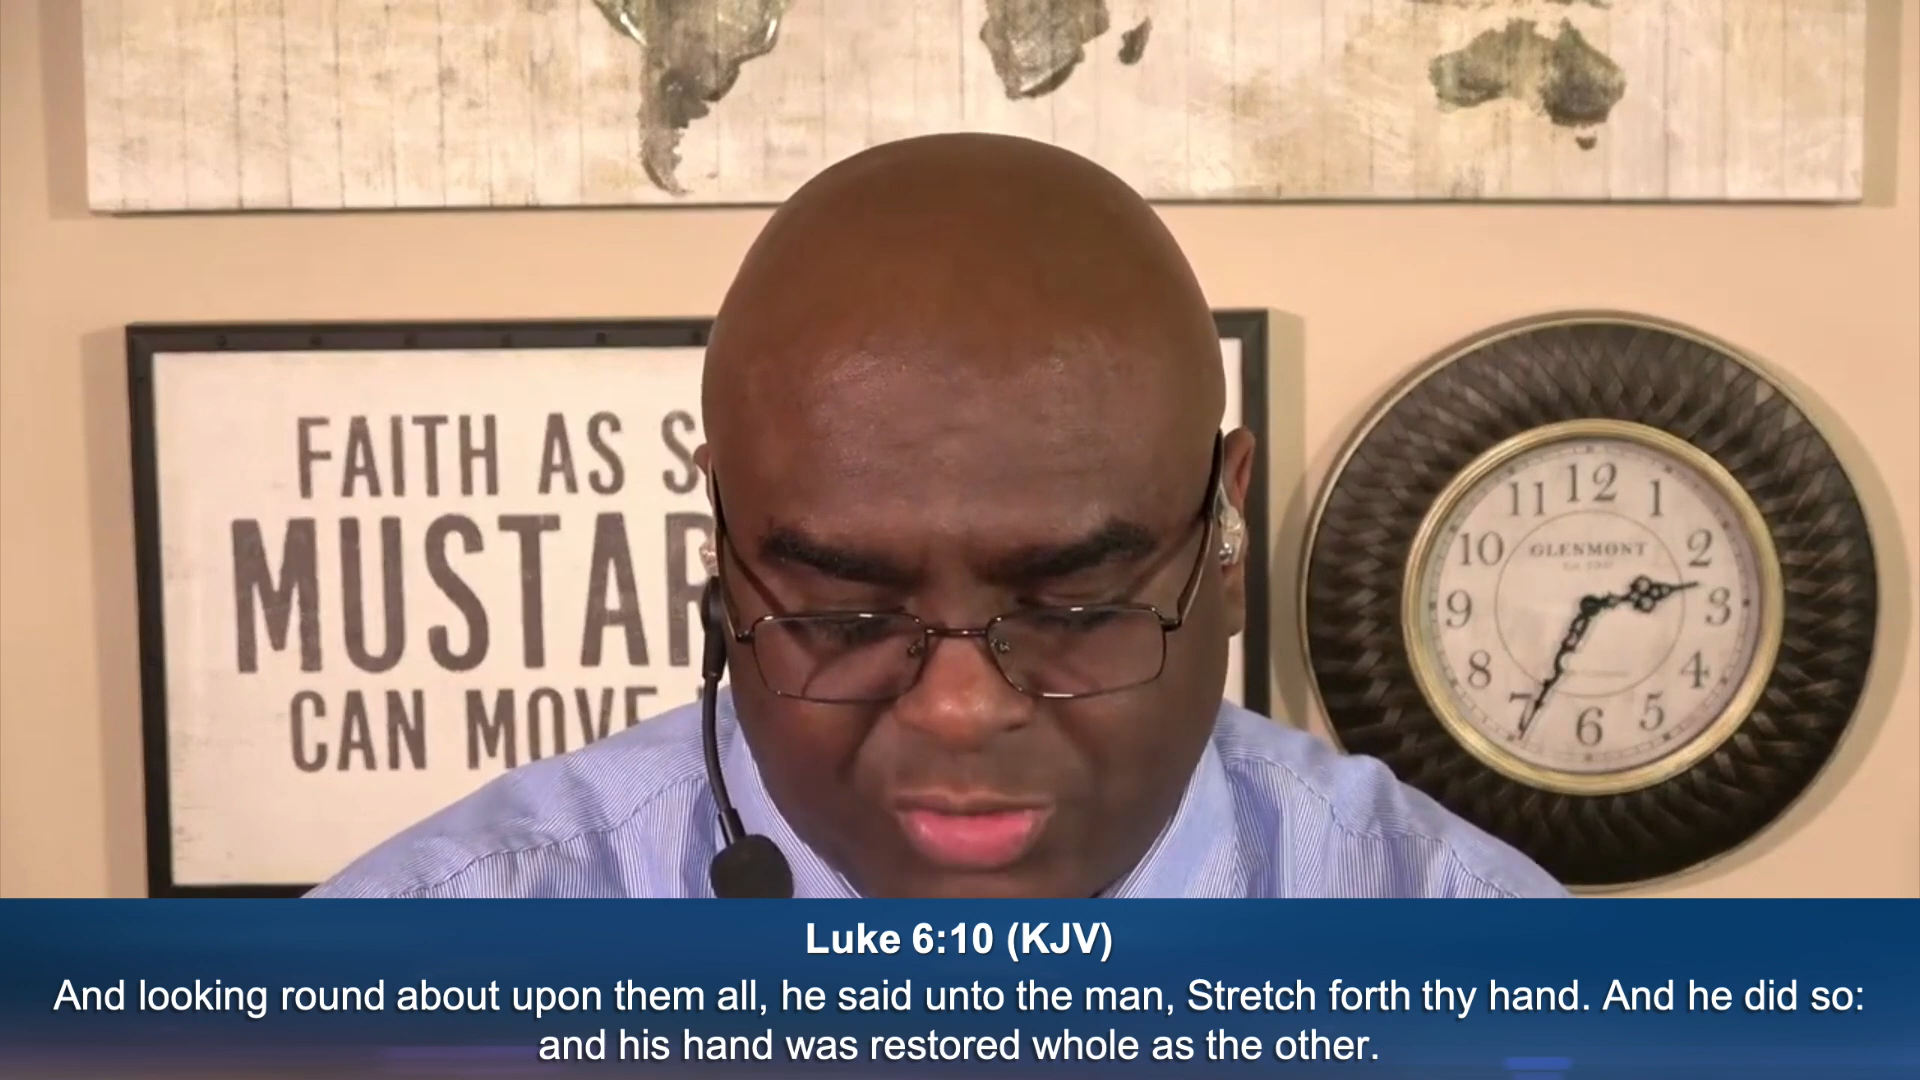 FAITH AS
MUSTAR
CAN MOVE
11 12 1
10 2
GLENMONT
9 3
8 4
7 6 5
Luke 6:10 (KJV)
And looking round about upon them all, he said unto the man, Stretch forth thy hand. And he did so:
and his hand was restored whole as the other.